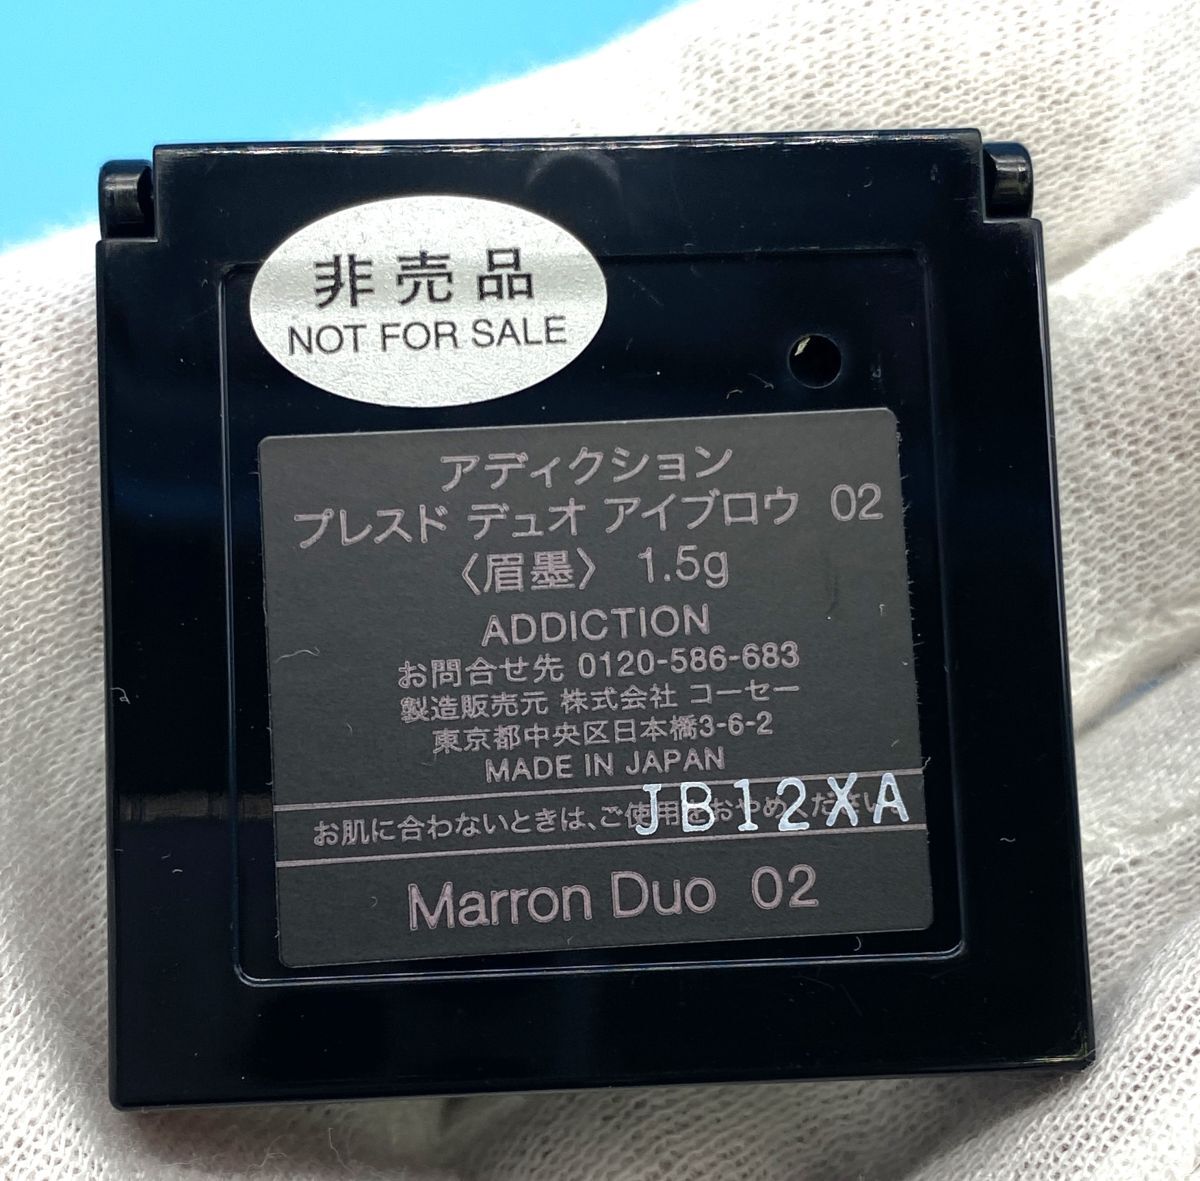 非売品
NOT FOR SALE
アディクション
プレスド デュオ アイブロウ 02
〈眉墨〉 1.5g
ADDICTION
お問合せ先 0120-586-683
製造販売元 株式会社 コーセー
東京都中央区日本橋3-6-2
MADE IN JAPAN
お肌に合わないときは、ご使用をおやめください
JB12XA
Marron Duo 02